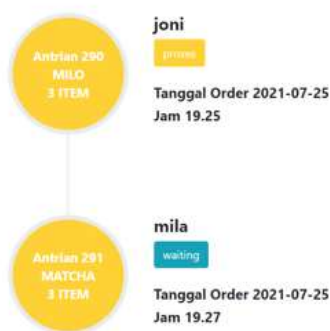 Antrian 290
MILO
3 ITEM
joni
proses
Tanggal Order 2021-07-25
Jam 19.25
Antrian 291
MATCHA
3 ITEM
mila
waiting
Tanggal Order 2021-07-25
Jam 19.27